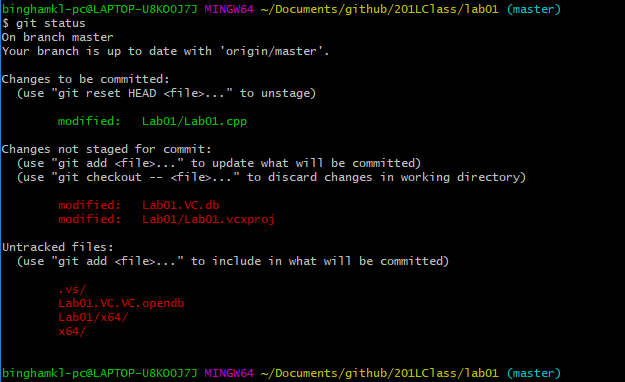 binghamkl-pc@LAPTOP-U8KOOJ7J MINGW64 ~/Documents/github/201LClass/lab01 (master)
$ git status
On branch master
Your branch is up to date with 'origin/master'.
Changes to be committed:
(use "git reset HEAD <file>..." to unstage)
modified: Lab01/Lab01.cpp
Changes not staged for commit:
(use "git add <file>..." to update what will be committed)
(use "git checkout -- <file>..." to discard changes in working directory)
modified: Lab01.VC.db
modified: Lab01/Lab01.vcxproj
Untracked files:
(use "git add <file>..." to include in what will be committed)
.vs/
Lab01.VC.VC.opendb
Lab01/x64/
x64/
binghamkl-pc@LAPTOP-U8KOOJ7J MINGW64 ~/Documents/github/201LClass/lab01 (master)